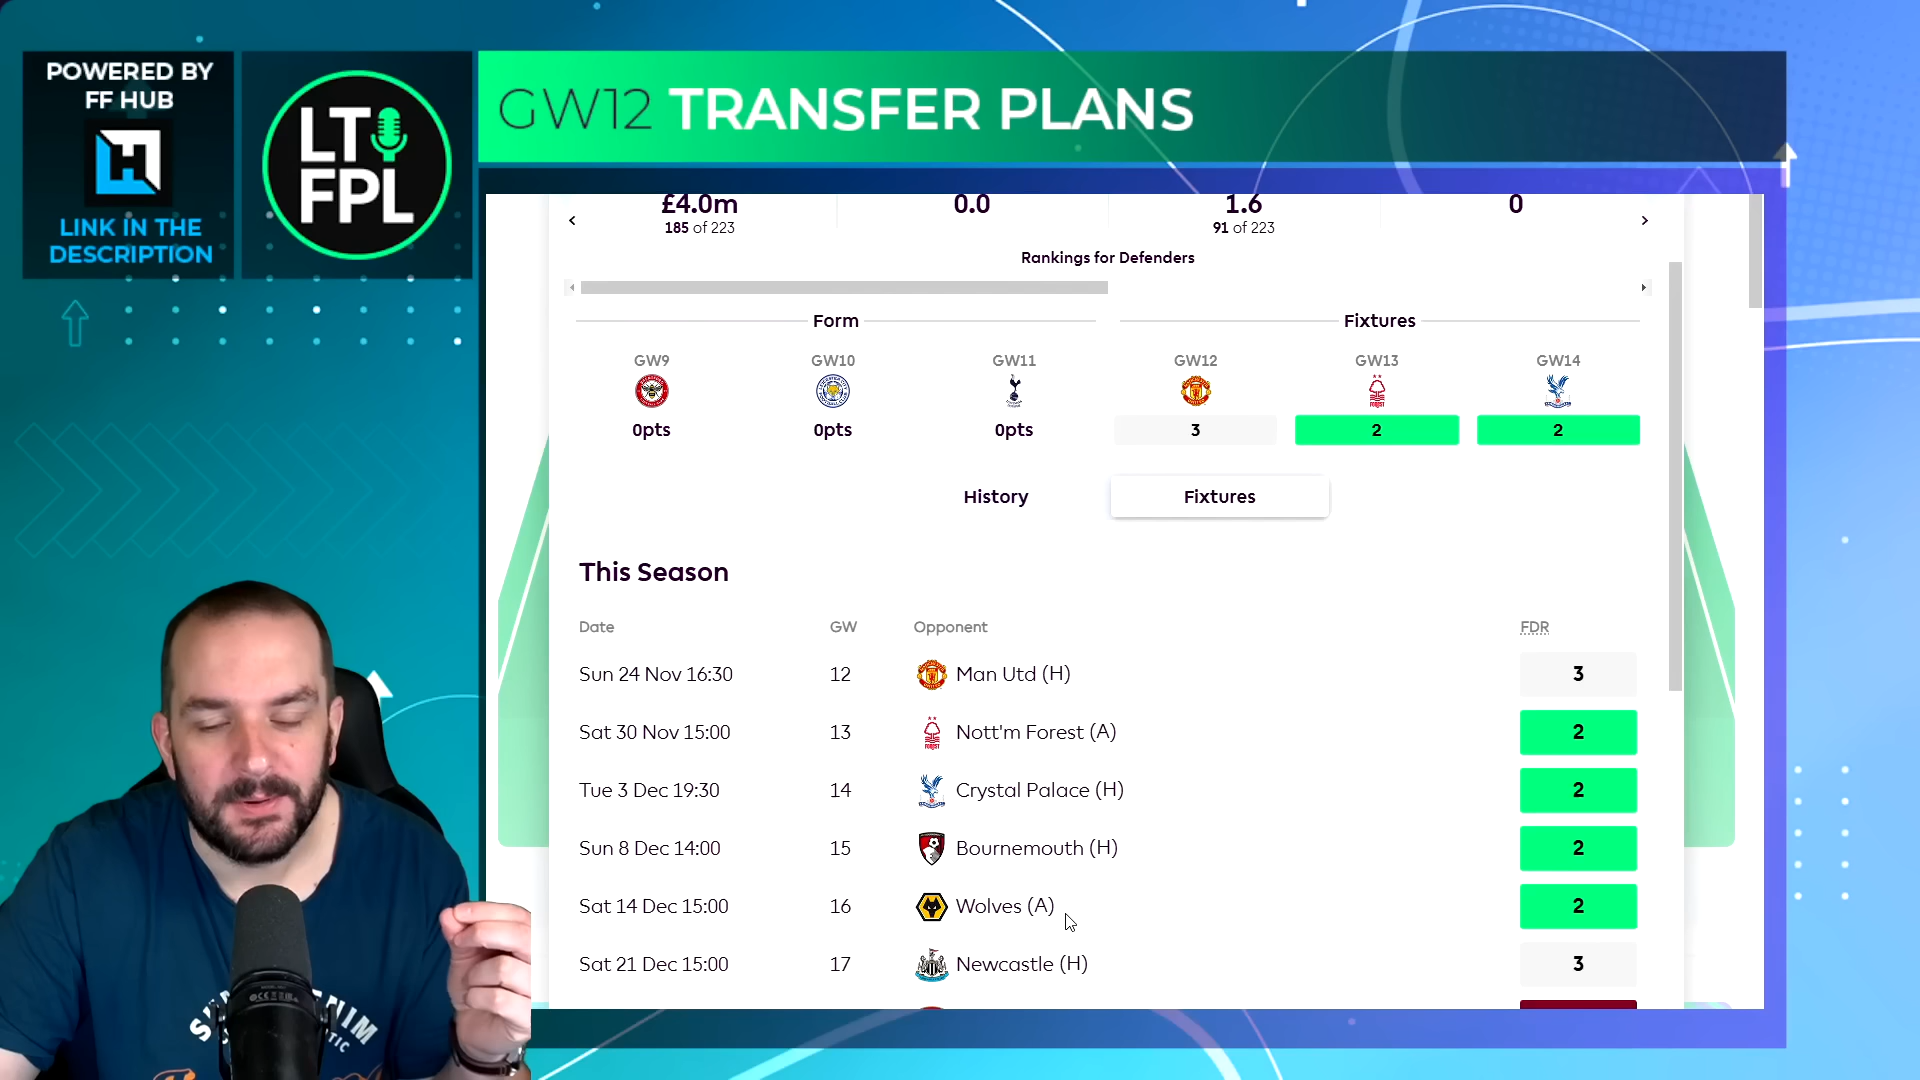 POWERED BY
FF HUB
LINK IN THE
DESCRIPTION
LT
FPL
GW12 TRANSFER PLANS
£4.0m 0.0 1.6 0
185 of 223 91 of 223
Rankings for Defenders
Form Fixtures
GW9 GW10 GW11 GW12 GW13 GW14
0pts 0pts 0pts 3 2 2
History Fixtures
This Season
Date GW Opponent FDR
Sun 24 Nov 16:30 12 Man Utd (H) 3
Sat 30 Nov 15:00 13 Nott'm Forest (A) 2
Tue 3 Dec 19:30 14 Crystal Palace (H) 2
Sun 8 Dec 14:00 15 Bournemouth (H) 2
Sat 14 Dec 15:00 16 Wolves (A) 2
Sat 21 Dec 15:00 17 Newcastle (H) 3